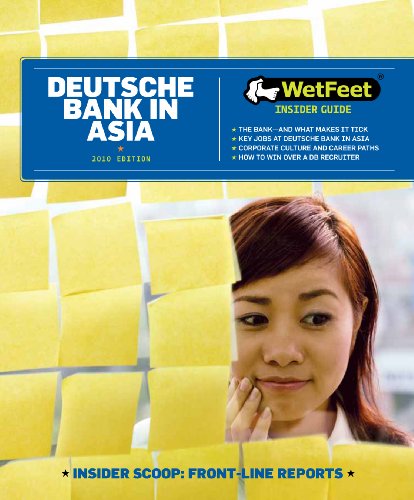 DEUTSCHE
BANK IN
ASIA
★
2010 EDITION
WetFeet®
INSIDER GUIDE
★ THE BANK—AND WHAT MAKES IT TICK
★ KEY JOBS AT DEUTSCHE BANK IN ASIA
★ CORPORATE CULTURE AND CAREER PATHS
★ HOW TO WIN OVER A DB RECRUITER
★ INSIDER SCOOP: FRONT-LINE REPORTS ★